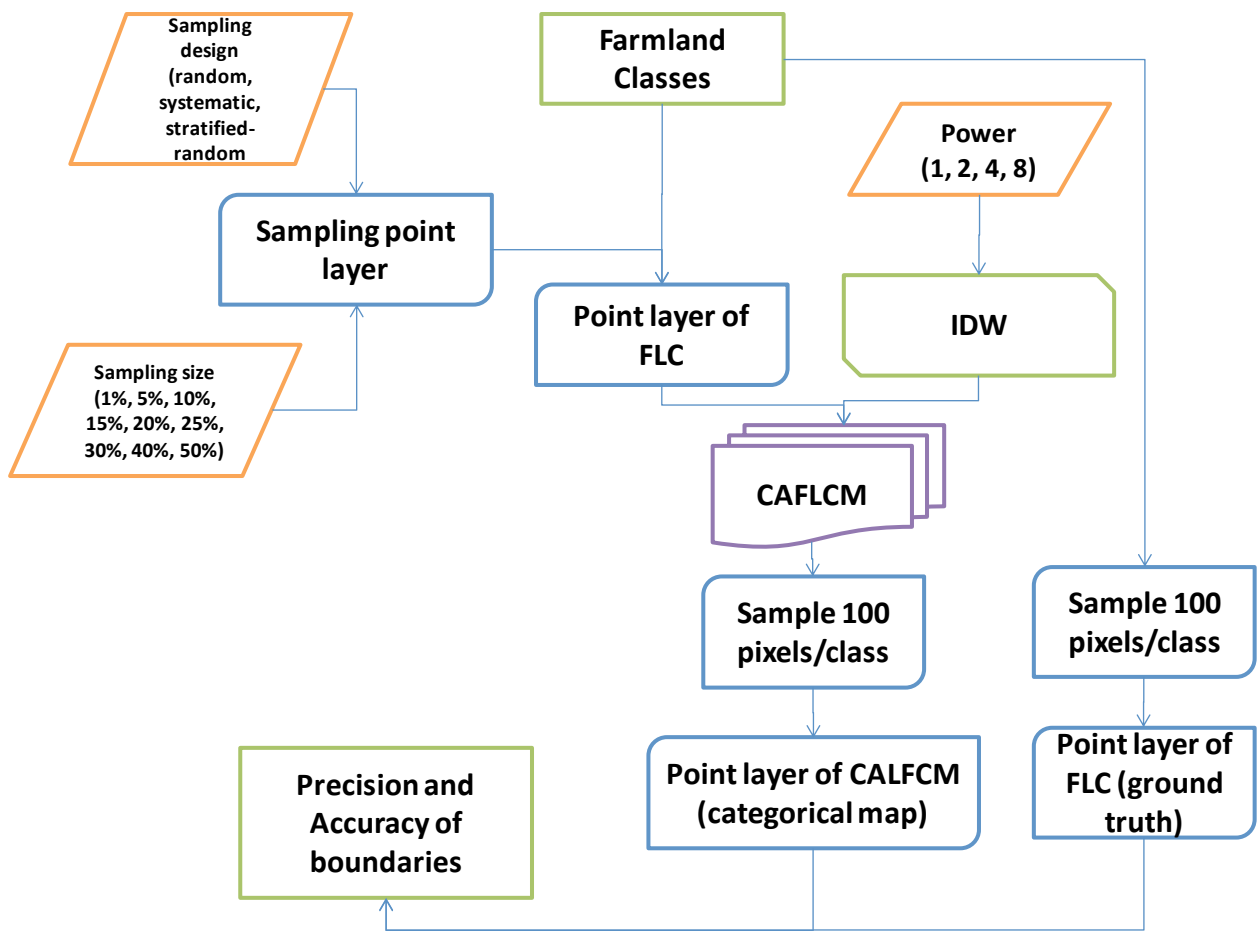 Sampling
design
(random,
systematic,
stratified-
random
Farmland
Classes
Power
(1, 2, 4, 8)
Sampling point
layer
Point layer of
FLC
IDW
Sampling size
(1%, 5%, 10%,
15%, 20%, 25%,
30%, 40%, 50%)
CAFLCM
Sample 100
pixels/class
Sample 100
pixels/class
Point layer of CALFCM
(categorical map)
Point layer of
FLC (ground
truth)
Precision and
Accuracy of
boundaries